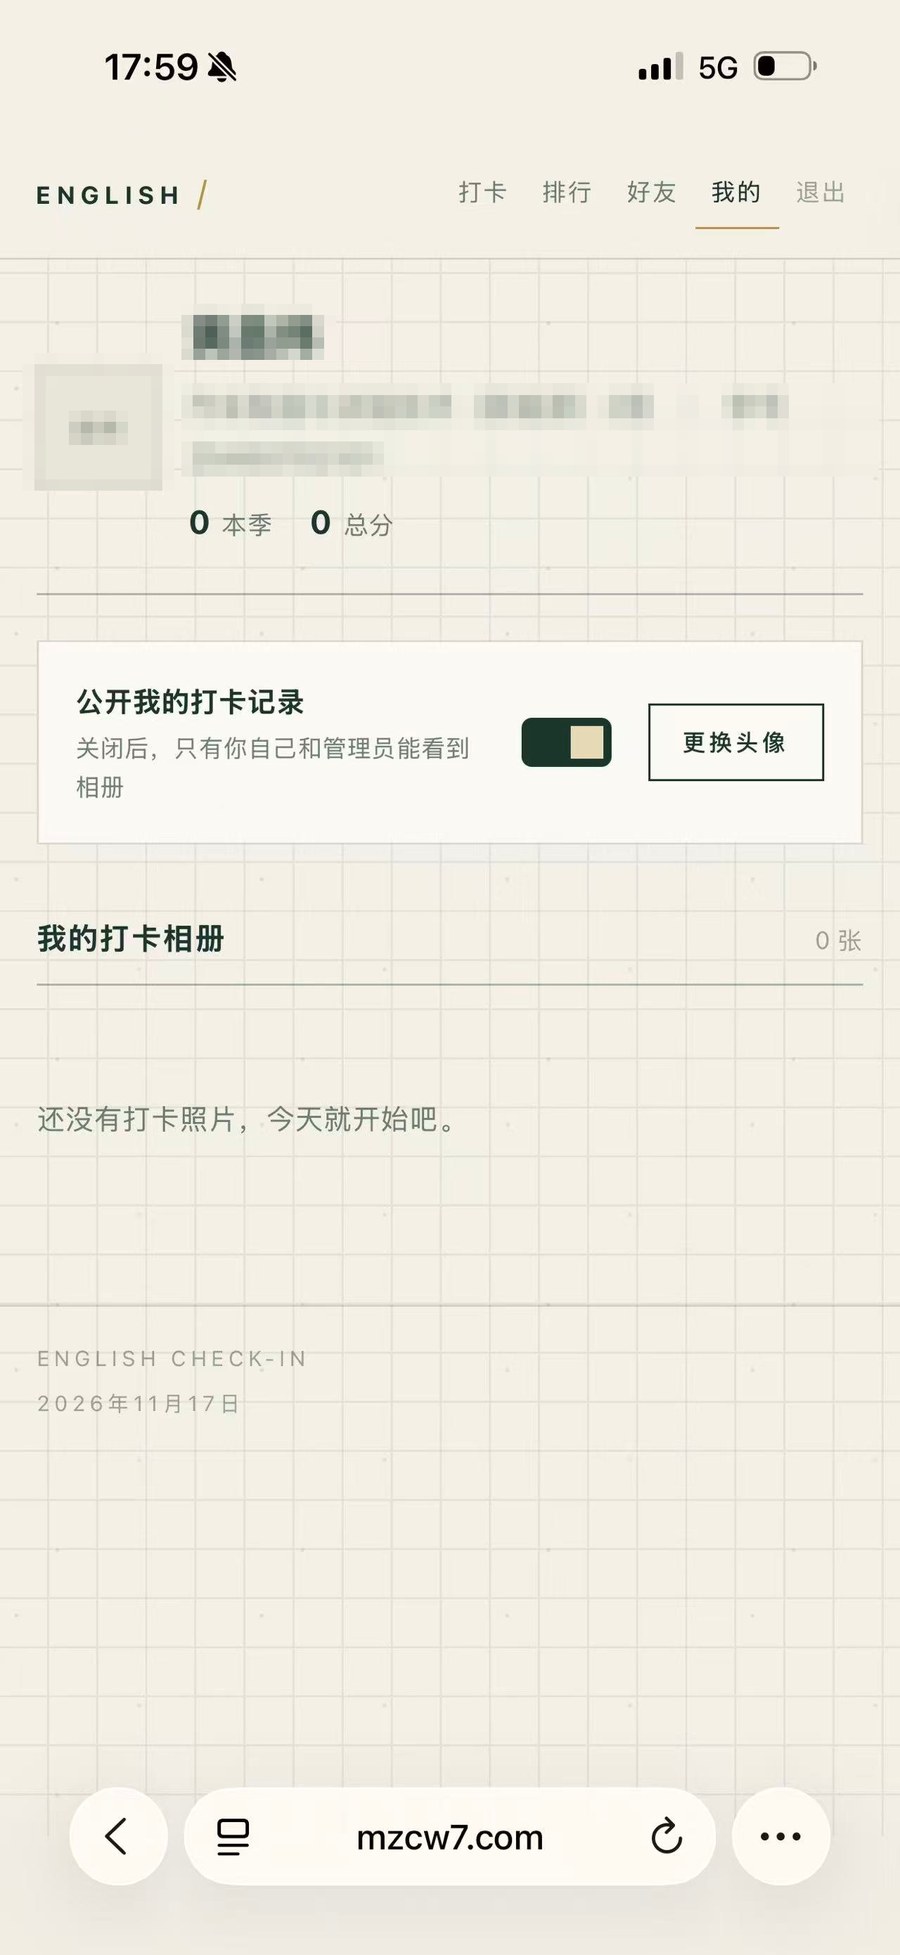 17:59
5G
ENGLISH /
打卡 排行 好友 我的 退出
0 本季 0 总分
公开我的打卡记录
关闭后，只有你自己和管理员能看到
相册
更换头像
我的打卡相册
0 张
还没有打卡照片，今天就开始吧。
ENGLISH CHECK-IN
2026年11月17日
mzcw7.com